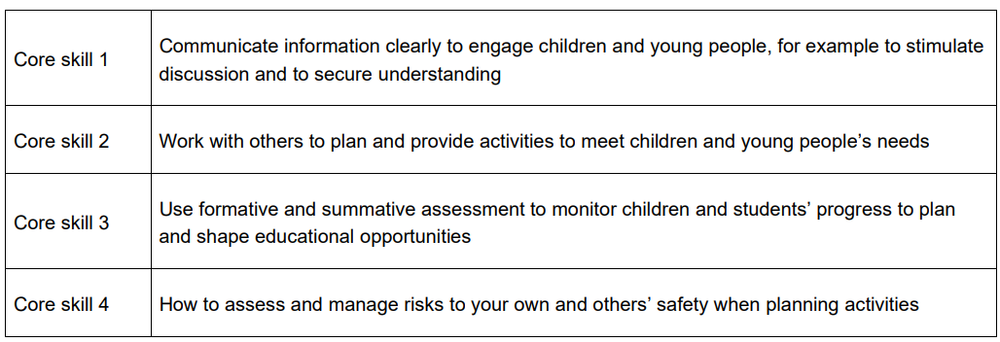 Core skill 1
Communicate information clearly to engage children and young people, for example to stimulate
discussion and to secure understanding
Core skill 2
Work with others to plan and provide activities to meet children and young people’s needs
Core skill 3
Use formative and summative assessment to monitor children and students’ progress to plan
and shape educational opportunities
Core skill 4
How to assess and manage risks to your own and others’ safety when planning activities